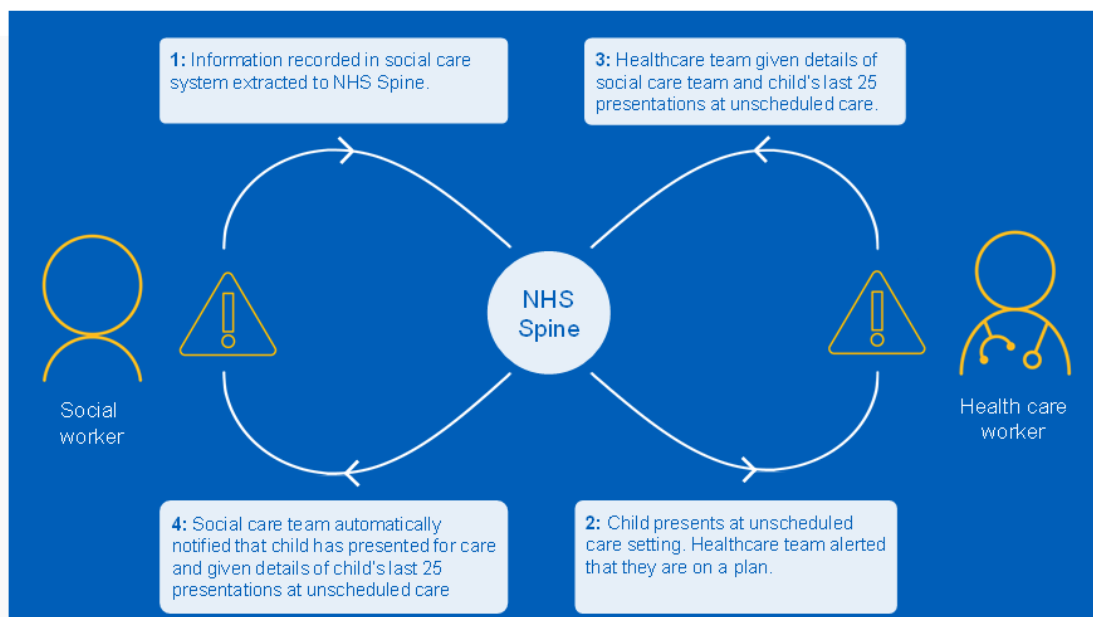 1: Information recorded in social care
system extracted to NHS Spine.
3: Healthcare team given details of
social care team and child's last 25
presentations at unscheduled care.
NHS
Spine
Social
worker
Health care
worker
4: Social care team automatically
notified that child has presented for care
and given details of child's last 25
presentations at unscheduled care
2: Child presents at unscheduled
care setting. Healthcare team alerted
that they are on a plan.